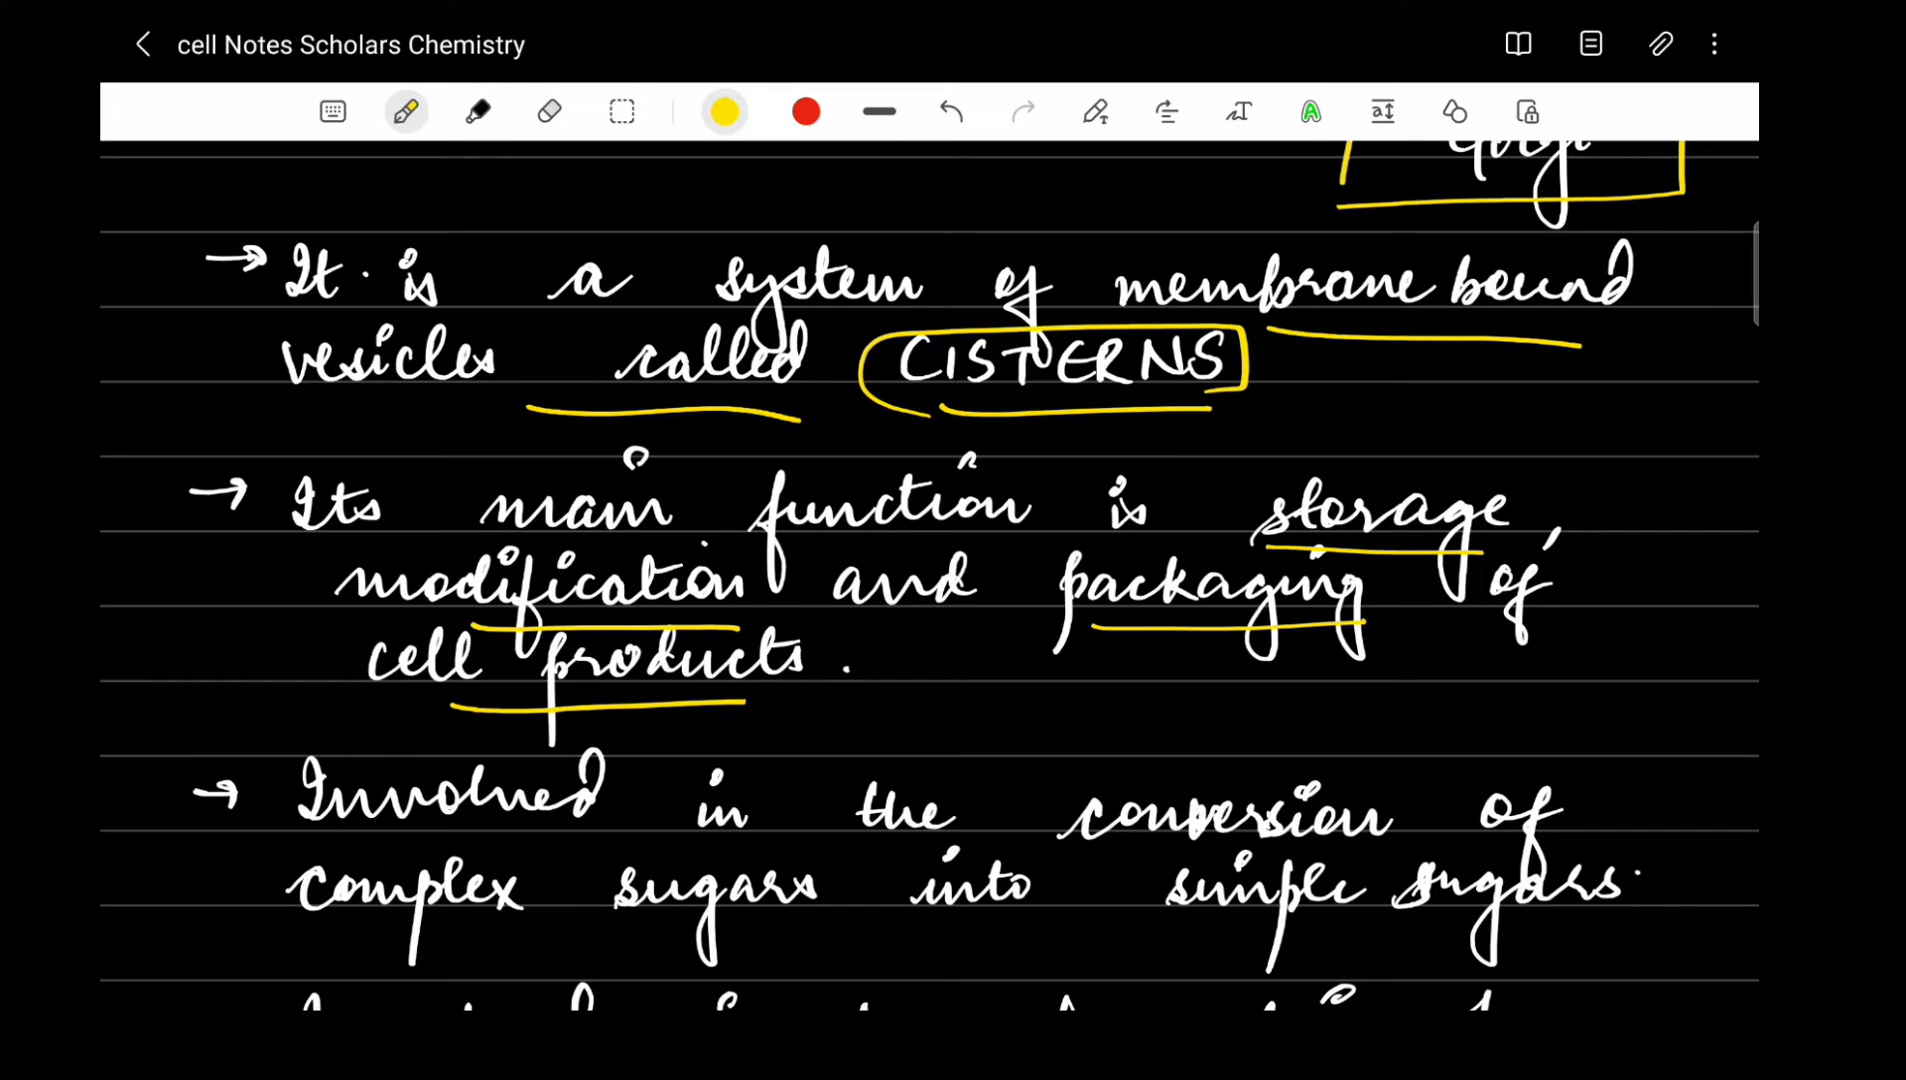 cell Notes Scholars Chemistry
Golgi
→ It is a system of membrane bound
vesicles called CISTERNS
→ Its main function is storage
modification and packaging of
cell products.
→ Involved in the conversion of
complex sugars into simple sugars.